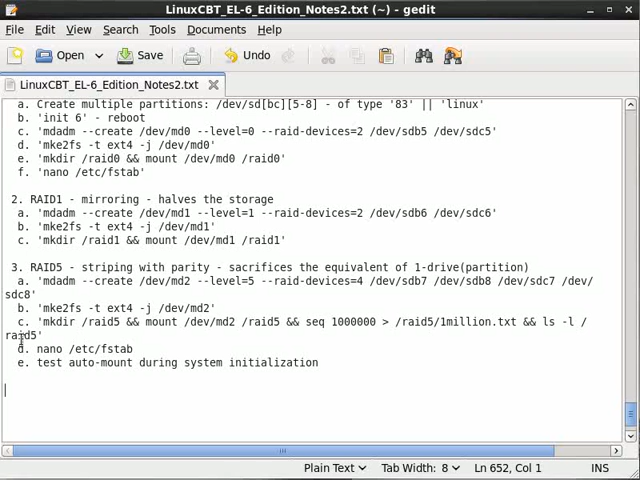 LinuxCBT_EL-6_Edition_Notes2.txt (~) - gedit
File Edit View Search Tools Documents Help
Open Save Undo
LinuxCBT_EL-6_Edition_Notes2.txt
a. Create multiple partitions: /dev/sd[bc][5-8] - of type '83' || 'linux'
b. 'init 6' - reboot
c. 'mdadm --create /dev/md0 --level=0 --raid-devices=2 /dev/sdb5 /dev/sdc5'
d. 'mke2fs -t ext4 -j /dev/md0'
e. 'mkdir /raid0 && mount /dev/md0 /raid0'
f. 'nano /etc/fstab'
2. RAID1 - mirroring - halves the storage
a. 'mdadm --create /dev/md1 --level=1 --raid-devices=2 /dev/sdb6 /dev/sdc6'
b. 'mke2fs -t ext4 -j /dev/md1'
c. 'mkdir /raid1 && mount /dev/md1 /raid1'
3. RAID5 - striping with parity - sacrifices the equivalent of 1-drive(partition)
a. 'mdadm --create /dev/md2 --level=5 --raid-devices=4 /dev/sdb7 /dev/sdb8 /dev/sdc7 /dev/
sdc8'
b. 'mke2fs -t ext4 -j /dev/md2'
c. 'mkdir /raid5 && mount /dev/md2 /raid5 && seq 1000000 > /raid5/1million.txt && ls -l /
raid5'
d. nano /etc/fstab
e. test auto-mount during system initialization
Plain Text Tab Width: 8 Ln 652, Col 1 INS